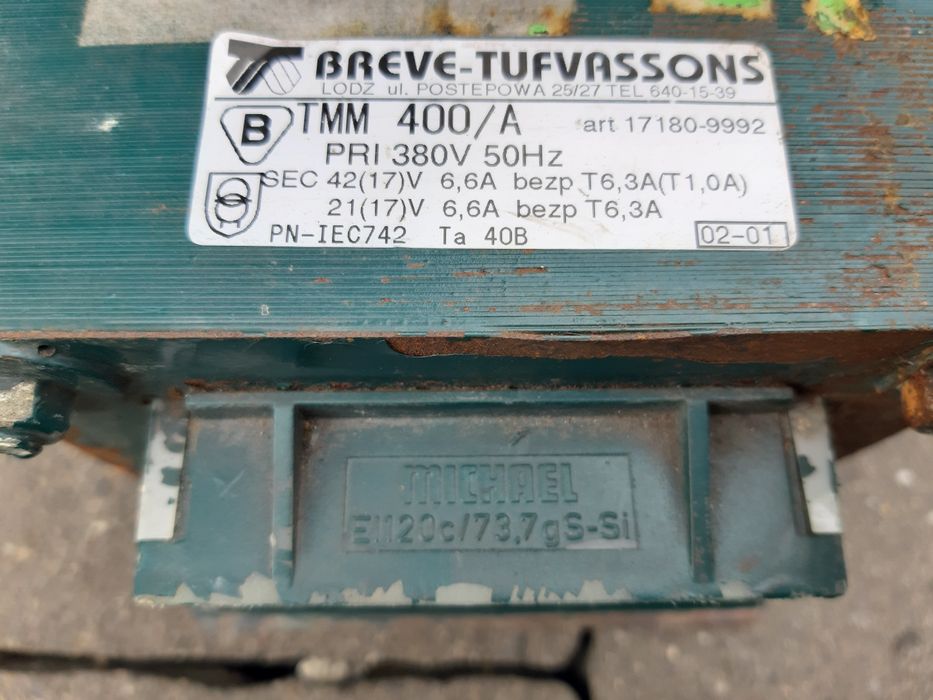 BREVE-TUFVASSONS
LODZ ul. POSTEPOWA 25/27 TEL 640-15-39
B TMM 400/A art 17180-9992
PRI 380V 50Hz
SEC 42(17)V 6,6A bezp T6,3A(T1,0A)
21(17)V 6,6A bezp T6,3A
PN-IEC742 Ta 40B 02-01
B
MICHAEL
EI120c/73,7gS-Si